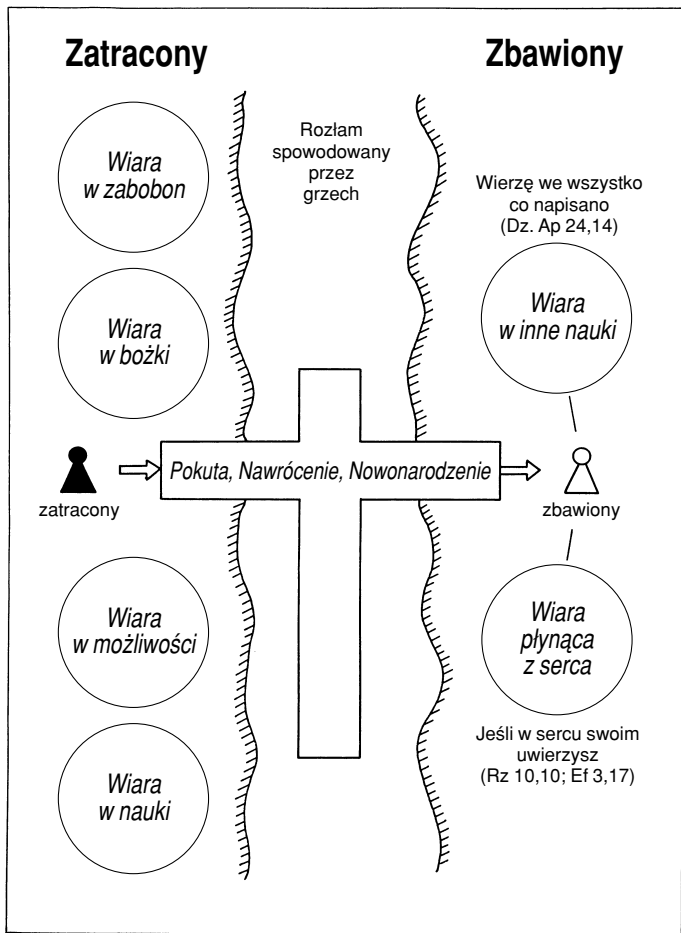 Zatracony
Zbawiony
Wiara
w zabobon
Rozłam
spowodowany
przez
grzech
Wierzę we wszystko
co napisano
(Dz. Ap 24,14)
Wiara
w bożki
Wiara
w inne nauki
Pokuta, Nawrócenie, Nowonarodzenie
zatracony
zbawiony
Wiara
w możliwości
Wiara
płynąca
z serca
Wiara
w nauki
Jeśli w sercu swoim
uwierzysz
(Rz 10,10; Ef 3,17)